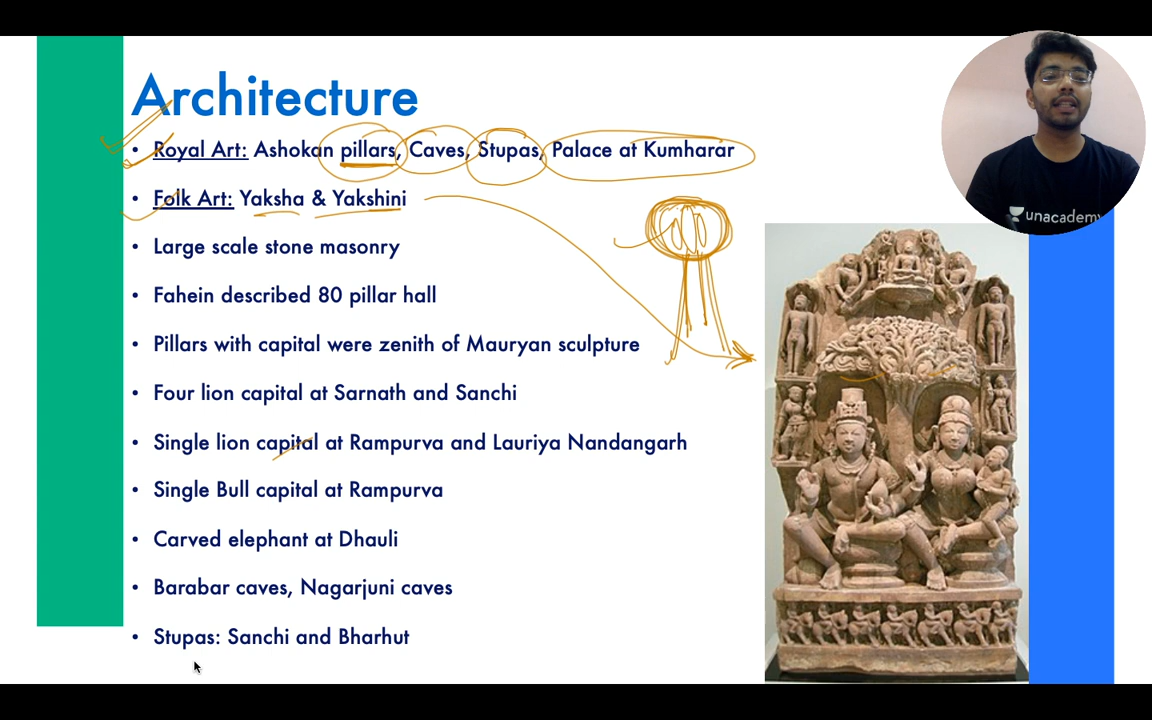 Architecture
• Royal Art: Ashokan pillars, Caves, Stupas, Palace at Kumharar
• Folk Art: Yaksha & Yakshini
• Large scale stone masonry
• Fahein described 80 pillar hall
• Pillars with capital were zenith of Mauryan sculpture
• Four lion capital at Sarnath and Sanchi
• Single lion capital at Rampurva and Lauriya Nandangarh
• Single Bull capital at Rampurva
• Carved elephant at Dhauli
• Barabar caves, Nagarjuni caves
• Stupas: Sanchi and Bharhut
unacademy